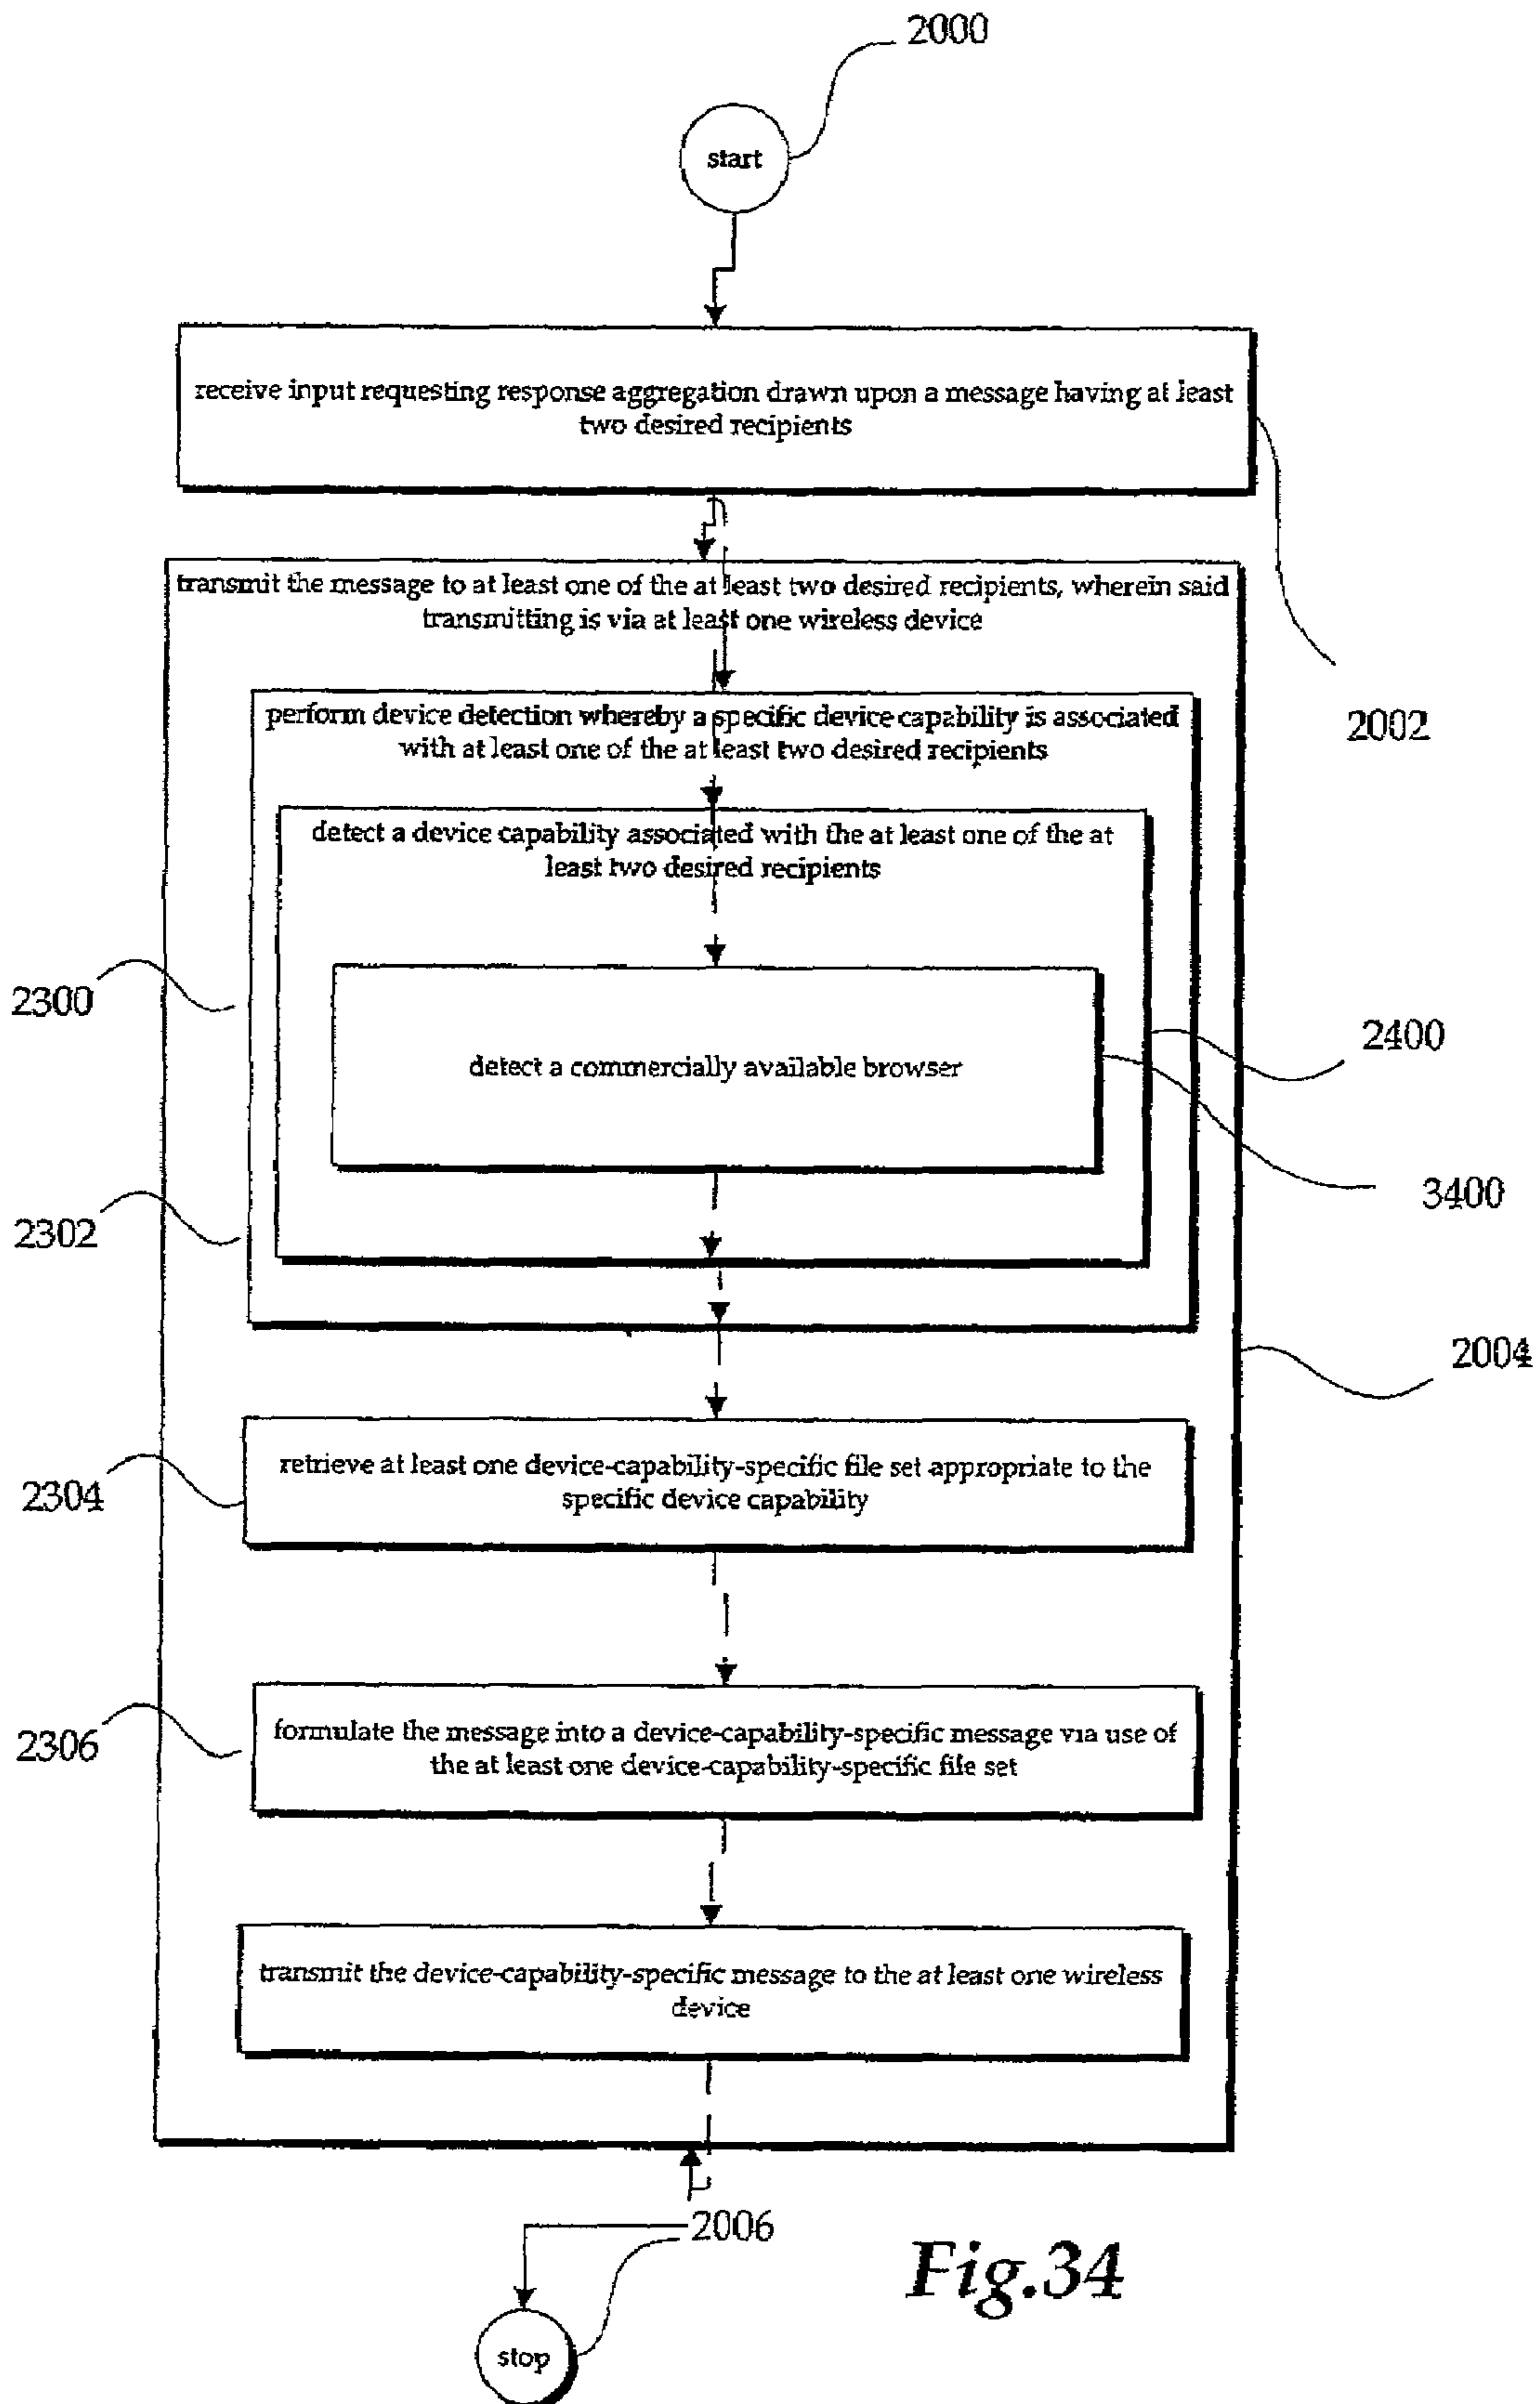 2000
start
receive input requesting response aggregation drawn upon a message having at least
two desired recipients
transmit the message to at least one of the at least two desired recipients, wherein said
transmitting is via at least one wireless device
2002
perform device detection whereby a specific device capability is associated
with at least one of the at least two desired recipients
detect a device capability associated with the at least one of the at
least two desired recipients
2300
2400
detect a commercially available browser
3400
2302
2004
retrieve at least one device-capability-specific file set appropriate to the
specific device capability
2304
formulate the message into a device-capability-specific message via use of
the at least one device-capability-specific file set
2306
transmit the device-capability-specific message to the at least one wireless
device
2006
Fig.34
stop